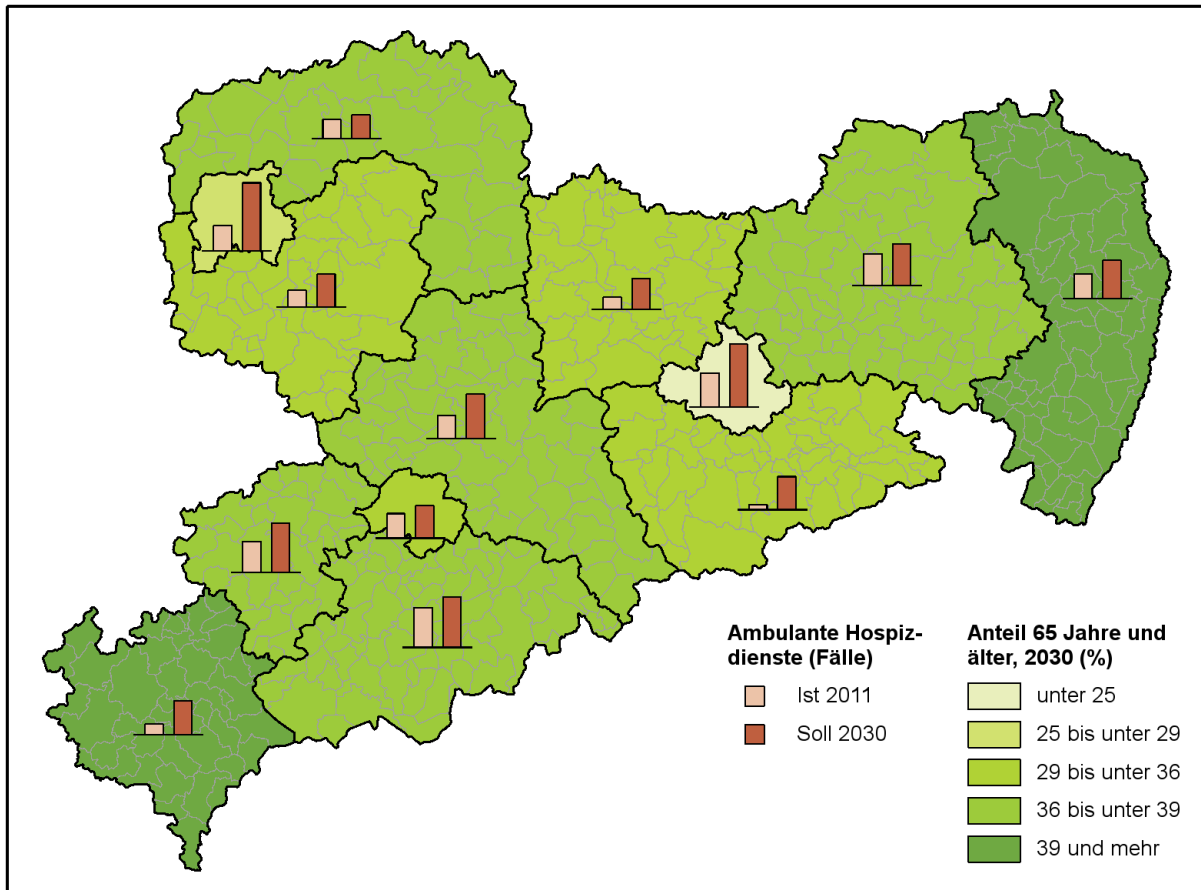 Ambulante Hospiz-
dienste (Fälle)
Ist 2011
Soll 2030
Anteil 65 Jahre und
älter, 2030 (%)
unter 25
25 bis unter 29
29 bis unter 36
36 bis unter 39
39 und mehr